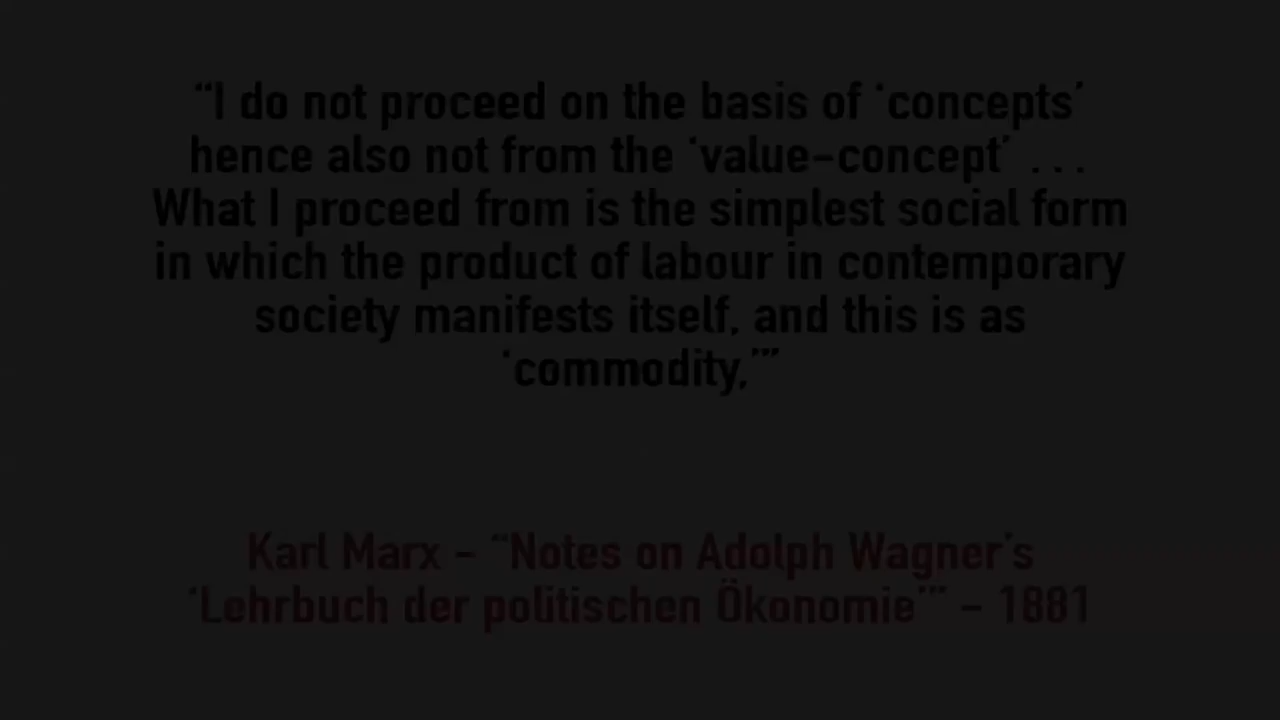 “I do not proceed on the basis of ‘concepts’
hence also not from the ‘value-concept’ . . .
What I proceed from is the simplest social form
in which the product of labour in contemporary
society manifests itself, and this is as
‘commodity,’”
Karl Marx - “Notes on Adolph Wagner’s
‘Lehrbuch der politischen Ökonomie’” - 1881